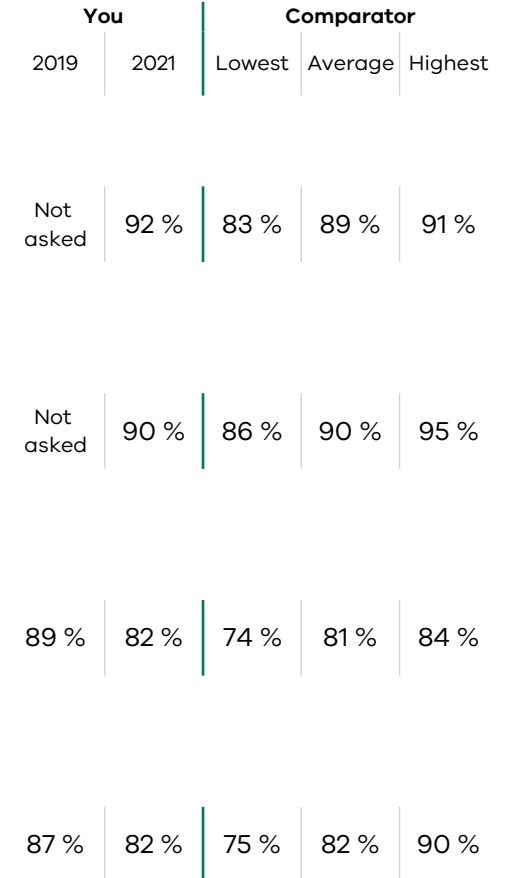 You Comparator
2019 2021 Lowest Average Highest
Not asked 92 % 83 % 89 % 91 %
Not asked 90 % 86 % 90 % 95 %
89 % 82 % 74 % 81 % 84 %
87 % 82 % 75 % 82 % 90 %